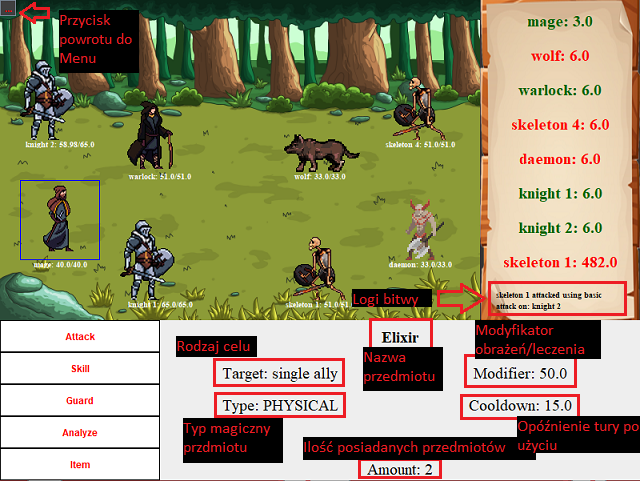 ...
Przycisk
powrotu do
Menu
knight 2: 58.98/65.0
warlock: 51.0/51.0
wolf: 33.0/33.0
skeleton 4: 51.0/51.0
mage: 40.0/40.0
knight 1: 65.0/65.0
skeleton 1: 51.0/51.0
daemon: 33.0/33.0
mage: 3.0
wolf: 6.0
warlock: 6.0
skeleton 4: 6.0
daemon: 6.0
knight 1: 6.0
knight 2: 6.0
skeleton 1: 482.0
Logi bitwy
skeleton 1 attacked using basic
attack on: knight 2
Attack
Skill
Guard
Analyze
Item
Elixir
Nazwa
przedmiotu
Rodzaj celu
Target: single ally
Modyfikator
obrażeń/leczenia
Modifier: 50.0
Type: PHYSICAL
Cooldown: 15.0
Typ magiczny
przdmiotu
Opóźnienie tury po
użyciu
Ilość posiadanych przedmiotów
Amount: 2